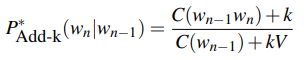 P*Add-k(wn|wn−1) = C(wn−1wn) + k / C(wn−1) + kV